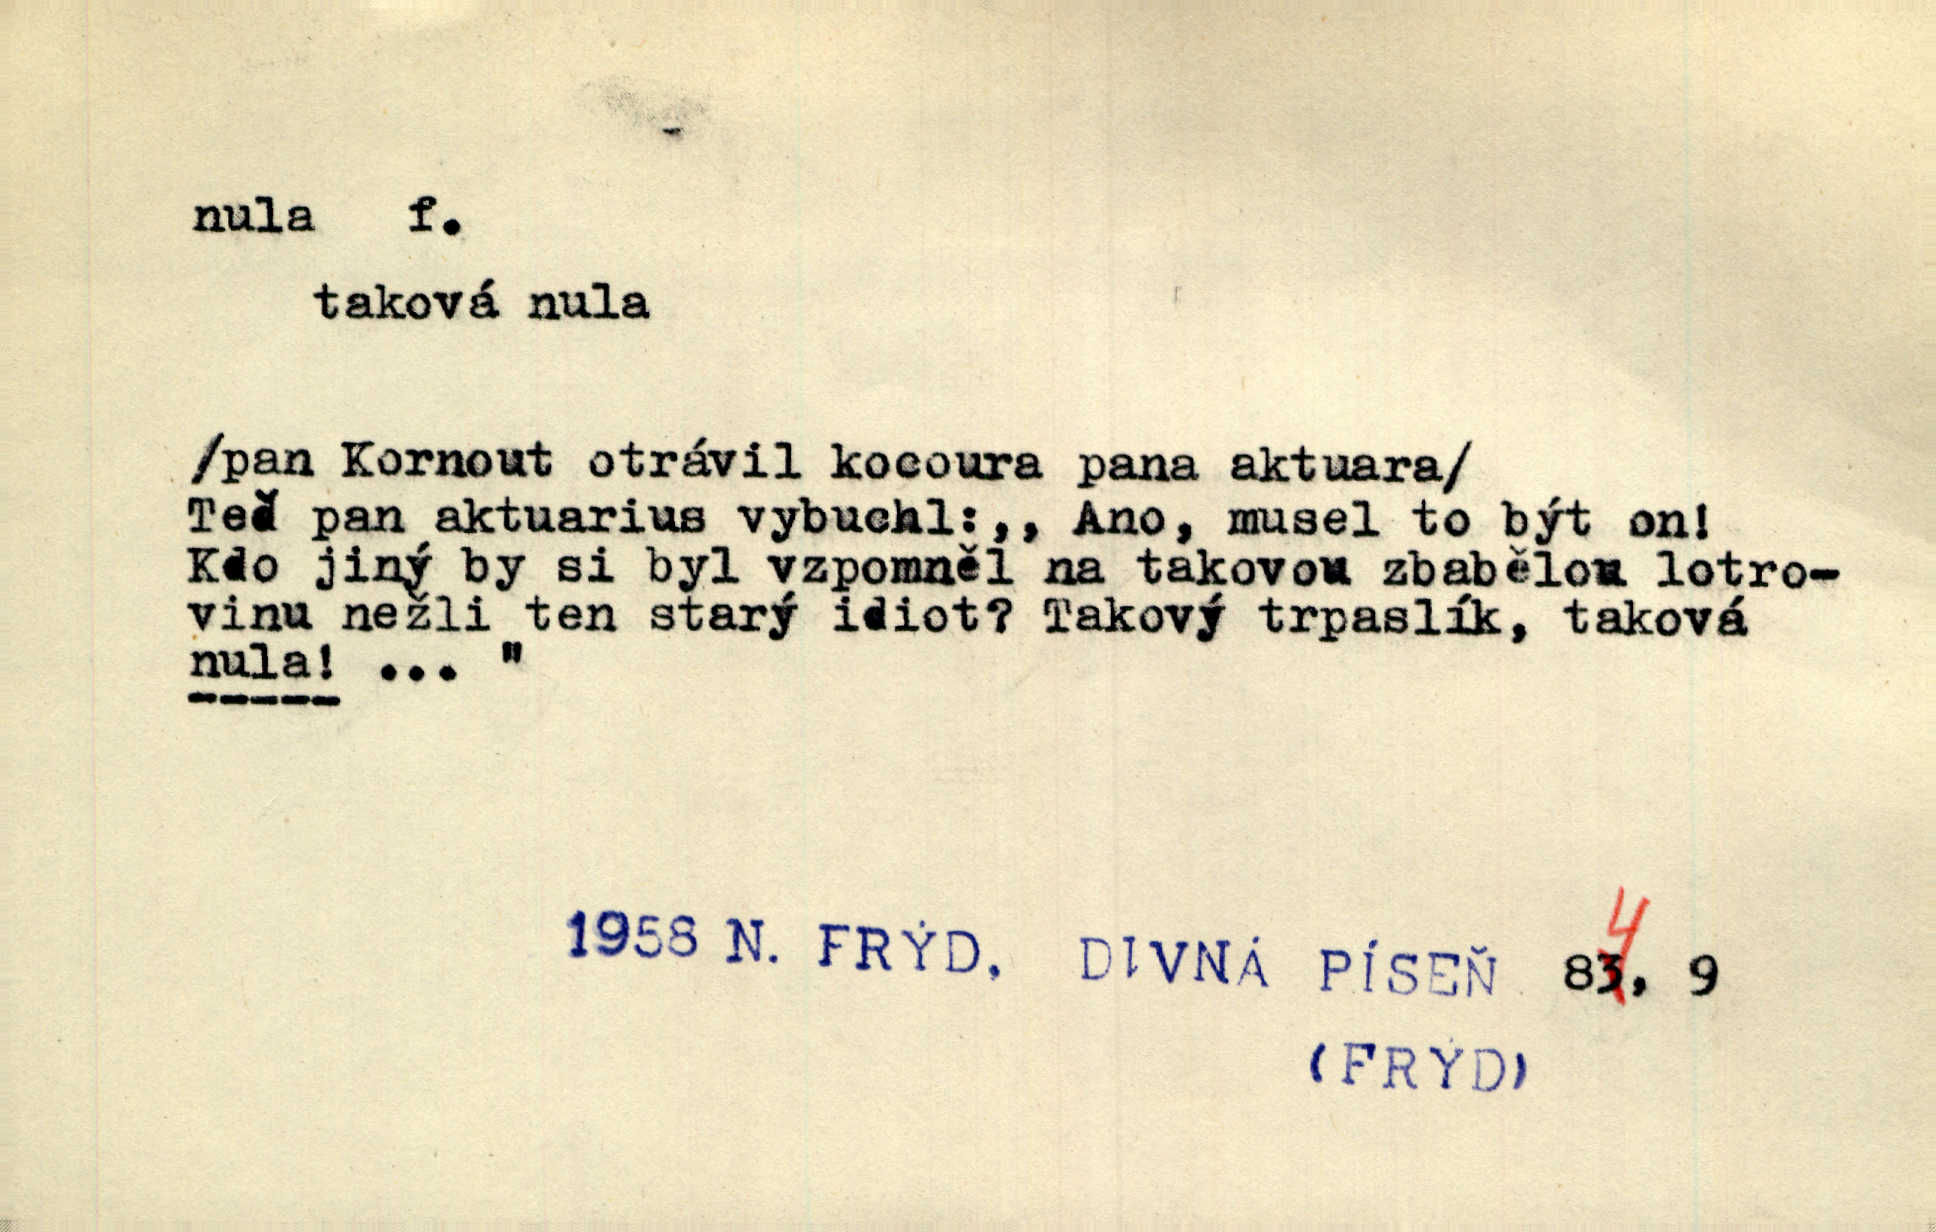 nula f.
taková nula
/pan Kornout otrávil kocoura pana aktuara/
Teď pan aktuarius vybuchl:,, Ano, musel to být on!
Kdo jiný by si byl vzpomněl na takovou zbabělou lotro-
vinu nežli ten starý idiot? Takový trpaslík, taková
nula! ... "
1958 N. FRÝD, DIVNÁ PÍSEŇ 84, 9
(FRÝD)